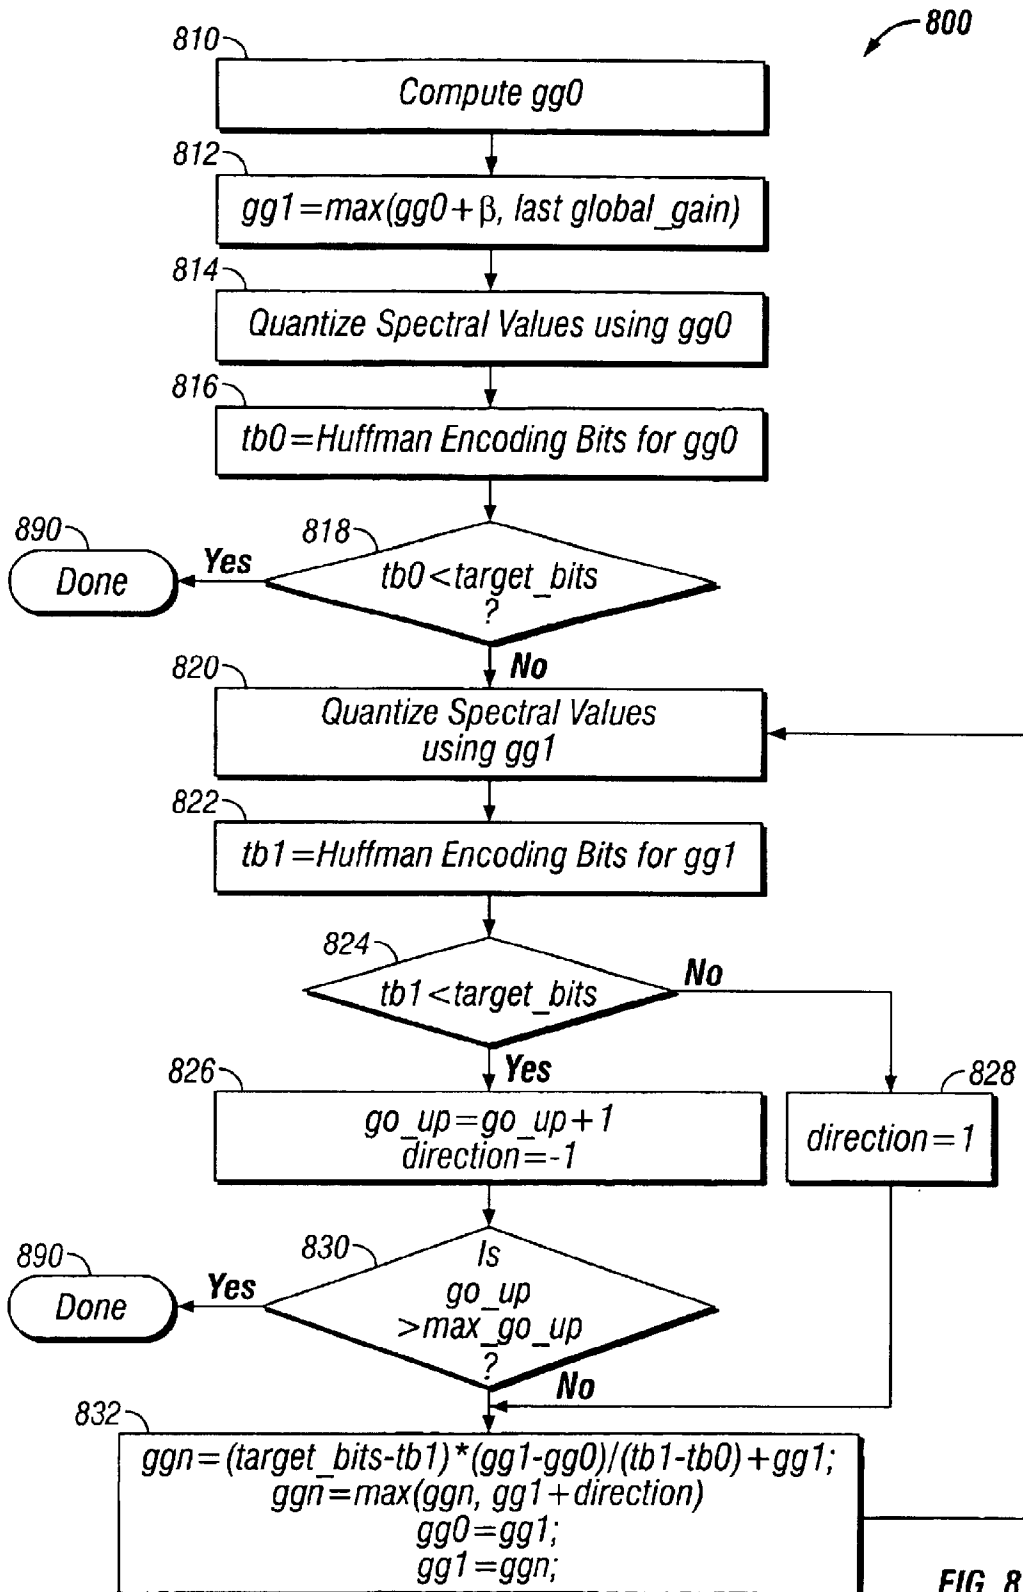 800
810
Compute gg0
812
gg1=max(gg0+β, last global_gain)
814
Quantize Spectral Values using gg0
816
tb0=Huffman Encoding Bits for gg0
818
tb0<target_bits
?
Yes
890
Done
No
820
Quantize Spectral Values
using gg1
822
tb1=Huffman Encoding Bits for gg1
824
tb1<target_bits
No
Yes
826
go_up=go_up+1
direction=-1
828
direction=1
830
Is
go_up
>max_go_up
?
Yes
890
Done
No
832
ggn=(target_bits-tb1)*(gg1-gg0)/(tb1-tb0)+gg1;
ggn=max(ggn, gg1+direction)
gg0=gg1;
gg1=ggn;
FIG. 8